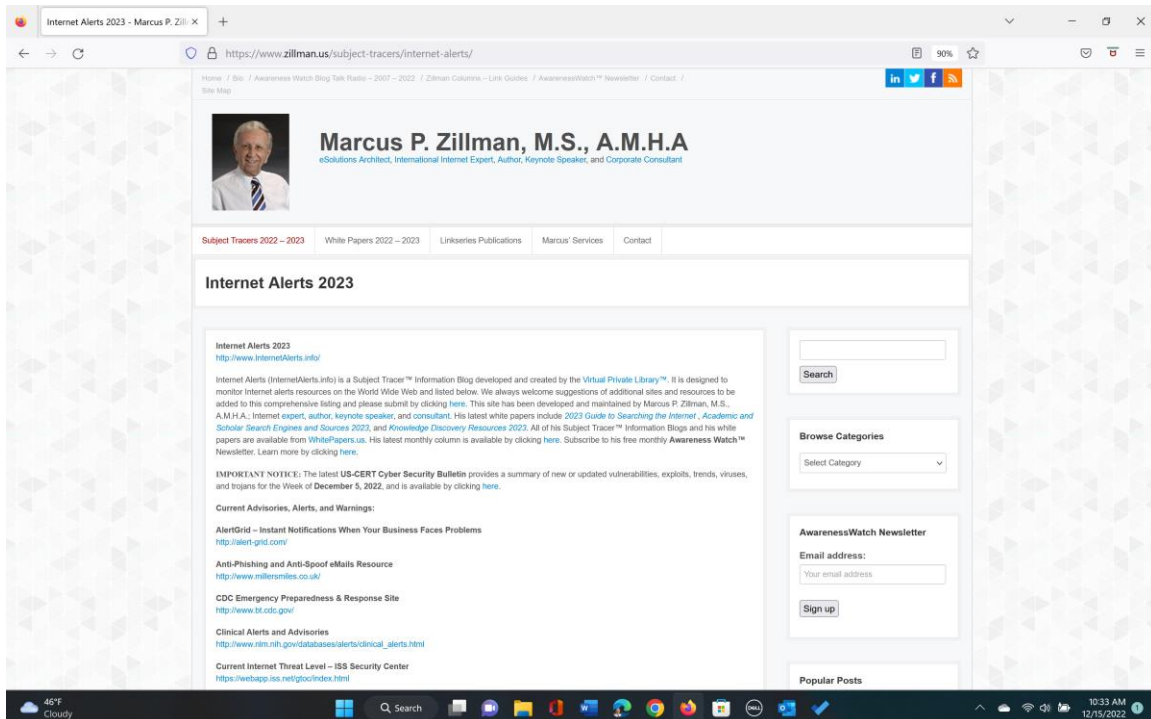 Internet Alerts 2023 - Marcus P. Zill
https://www.zillman.us/subject-tracers/internet-alerts/
90%
Home / Bio / Awareness Watch Blog Talk Radio – 2007 – 2022 / Zillman Columns – Link Guides / AwarenessWatch™ Newsletter / Contact /
Site Map
in
f
Marcus P. Zillman, M.S., A.M.H.A
eSolutions Architect, International Internet Expert, Author, Keynote Speaker, and Corporate Consultant
Subject Tracers 2022 – 2023
White Papers 2022 – 2023
Linkseries Publications
Marcus' Services
Contact
Internet Alerts 2023
Internet Alerts 2023
http://www.InternetAlerts.info/
Internet Alerts (InternetAlerts.info) is a Subject Tracer™ Information Blog developed and created by the Virtual Private Library™. It is designed to
monitor Internet alerts resources on the World Wide Web and listed below. We always welcome suggestions of additional sites and resources to be
added to this comprehensive listing and please submit by clicking here. This site has been developed and maintained by Marcus P. Zillman, M.S.,
A.M.H.A.; Internet expert, author, keynote speaker, and consultant. His latest white papers include 2023 Guide to Searching the Internet , Academic and
Scholar Search Engines and Sources 2023, and Knowledge Discovery Resources 2023. All of his Subject Tracer™ Information Blogs and his white
papers are available from WhitePapers.us. His latest monthly column is available by clicking here. Subscribe to his free monthly Awareness Watch™
Newsletter. Learn more by clicking here.
IMPORTANT NOTICE: The latest US-CERT Cyber Security Bulletin provides a summary of new or updated vulnerabilities, exploits, trends, viruses,
and trojans for the Week of December 5, 2022, and is available by clicking here.
Current Advisories, Alerts, and Warnings:
AlertGrid – Instant Notifications When Your Business Faces Problems
http://alert-grid.com/
Anti-Phishing and Anti-Spoof eMails Resource
http://www.millersmiles.co.uk/
CDC Emergency Preparedness & Response Site
http://www.bt.cdc.gov/
Clinical Alerts and Advisories
http://www.nlm.nih.gov/databases/alerts/clinical_alerts.html
Current Internet Threat Level – ISS Security Center
https://webapp.iss.net/gtoc/index.html
Search
Browse Categories
Select Category
AwarenessWatch Newsletter
Email address:
Your email address
Sign up
Popular Posts
46°F
Cloudy
Search
DELL
10:33 AM
12/15/2022
1